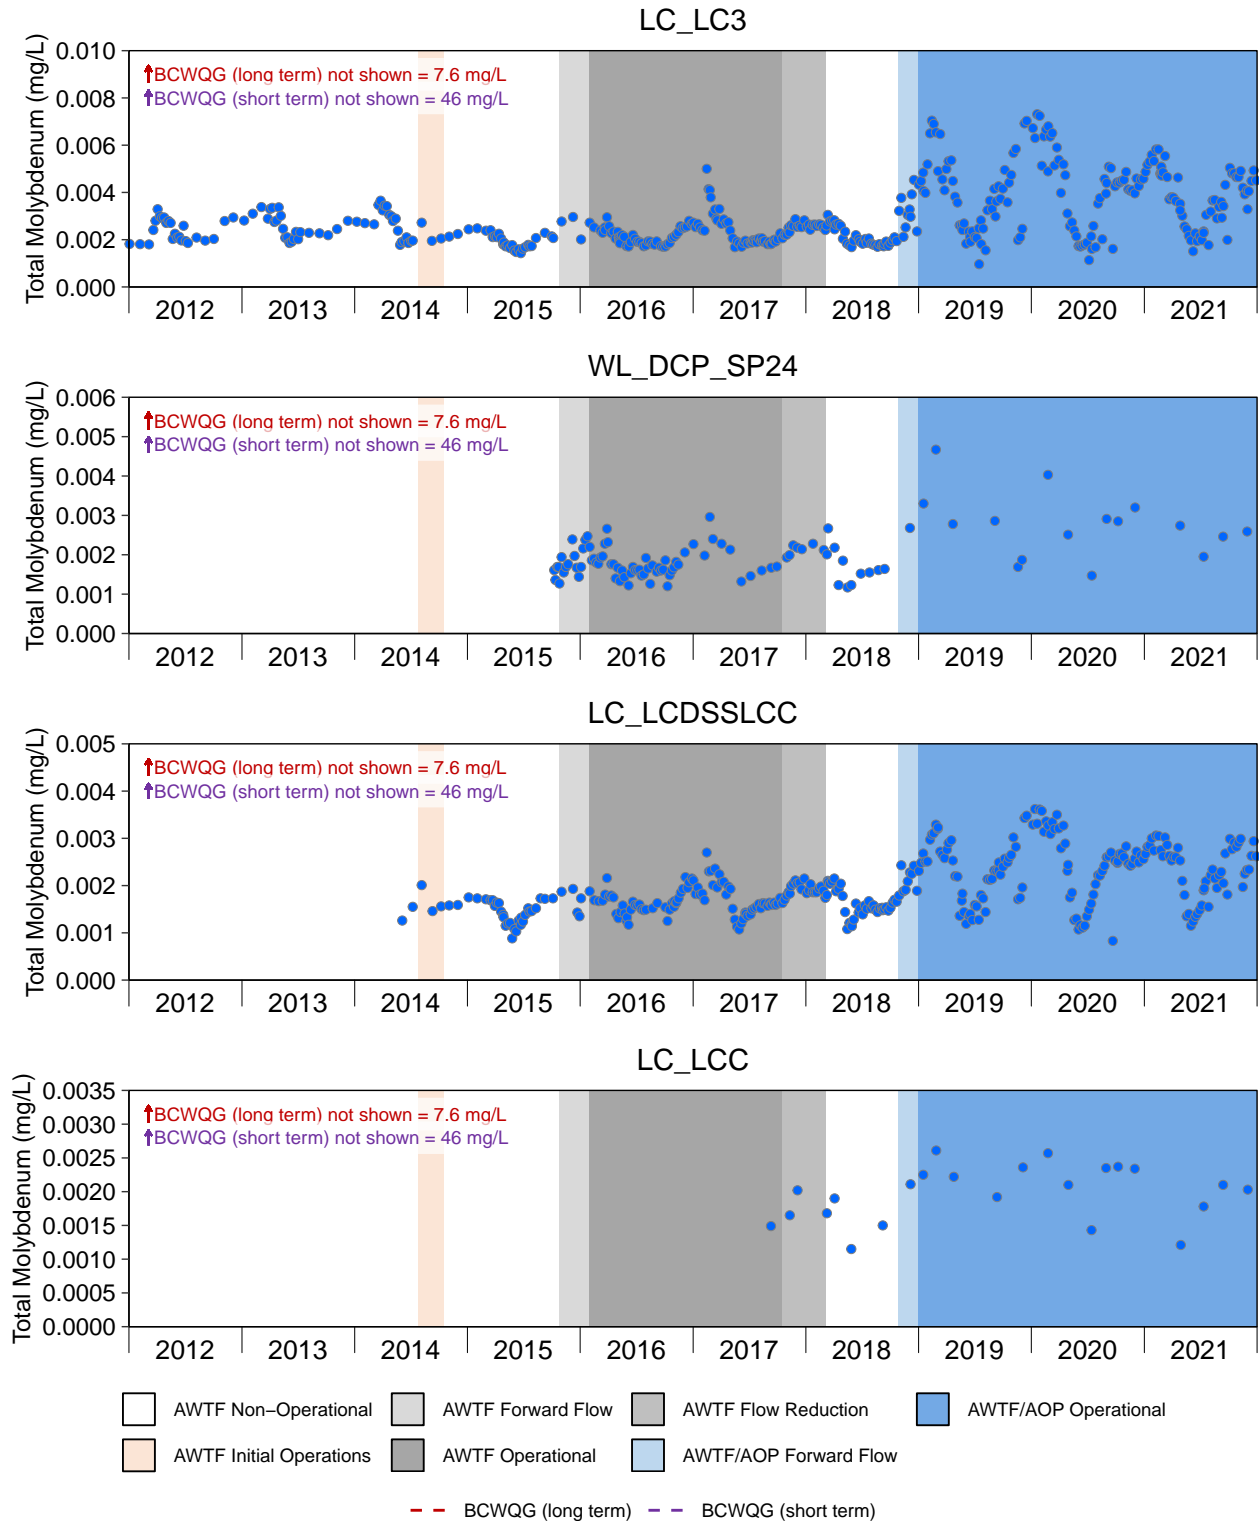 LC_LC3
Total Molybdenum (mg/L)
0.010
0.008
0.006
0.004
0.002
0.000
BCWQG (long term) not shown = 7.6 mg/L
BCWQG (short term) not shown = 46 mg/L
2012 2013 2014 2015 2016 2017 2018 2019 2020 2021
WL_DCP_SP24
Total Molybdenum (mg/L)
0.006
0.005
0.004
0.003
0.002
0.001
0.000
BCWQG (long term) not shown = 7.6 mg/L
BCWQG (short term) not shown = 46 mg/L
2012 2013 2014 2015 2016 2017 2018 2019 2020 2021
LC_LCDSSLCC
Total Molybdenum (mg/L)
0.005
0.004
0.003
0.002
0.001
0.000
BCWQG (long term) not shown = 7.6 mg/L
BCWQG (short term) not shown = 46 mg/L
2012 2013 2014 2015 2016 2017 2018 2019 2020 2021
LC_LCC
Total Molybdenum (mg/L)
0.0035
0.0030
0.0025
0.0020
0.0015
0.0010
0.0005
0.0000
BCWQG (long term) not shown = 7.6 mg/L
BCWQG (short term) not shown = 46 mg/L
2012 2013 2014 2015 2016 2017 2018 2019 2020 2021
AWTF Non−Operational AWTF Forward Flow AWTF Flow Reduction AWTF/AOP Operational
AWTF Initial Operations AWTF Operational AWTF/AOP Forward Flow
BCWQG (long term) BCWQG (short term)